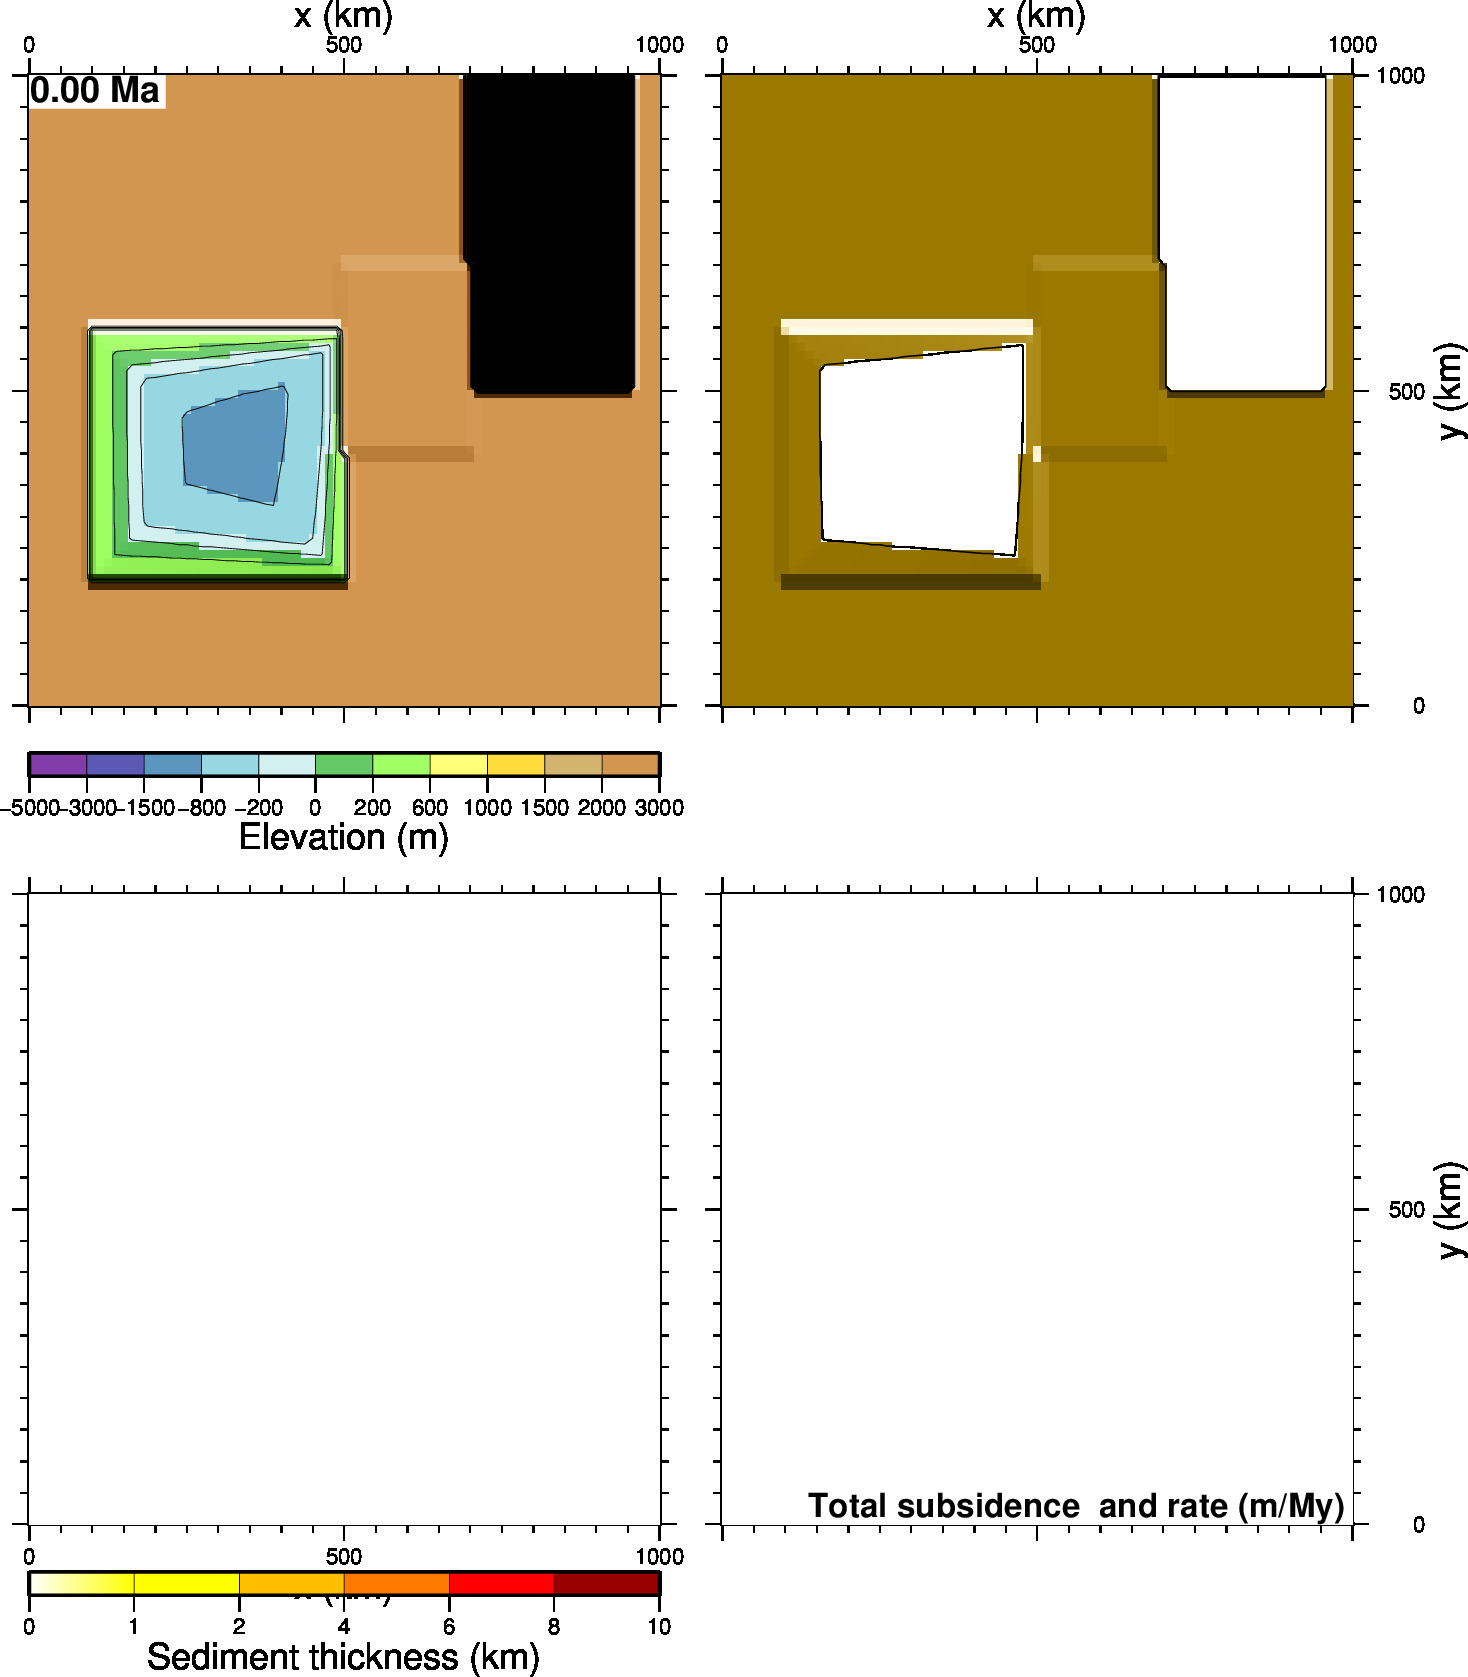 x (km)
x (km)
0 500 1000
0 500 1000
0.00 Ma
1000
500
y (km)
0
−5000 −3000 −1500 −800 −200 0 200 600 1000 1500 2000 3000
Elevation (m)
1000
500
y (km)
Total subsidence and rate (m/My)
0
0 500 1000
x (km)
0 1 2 4 6 8 10
Sediment thickness (km)